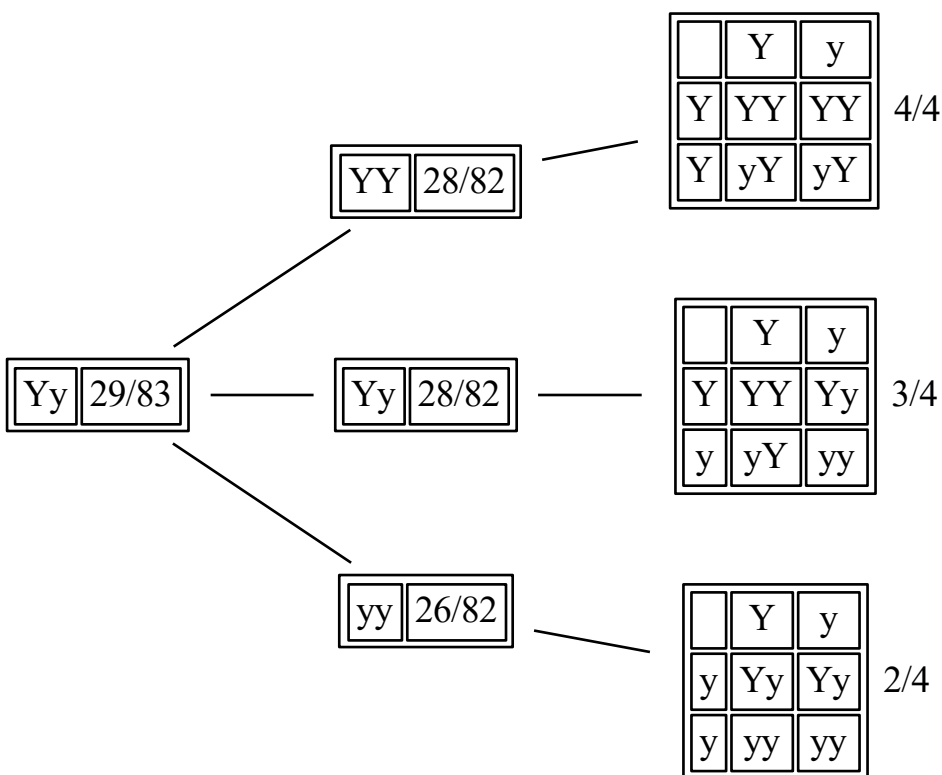 Y y
Y YY YY 4/4
Y yY yY
YY 28/82
Yy 29/83
Yy 28/82
Y y
Y YY Yy 3/4
y yY yy
yy 26/82
Y y
y Yy Yy 2/4
y yy yy